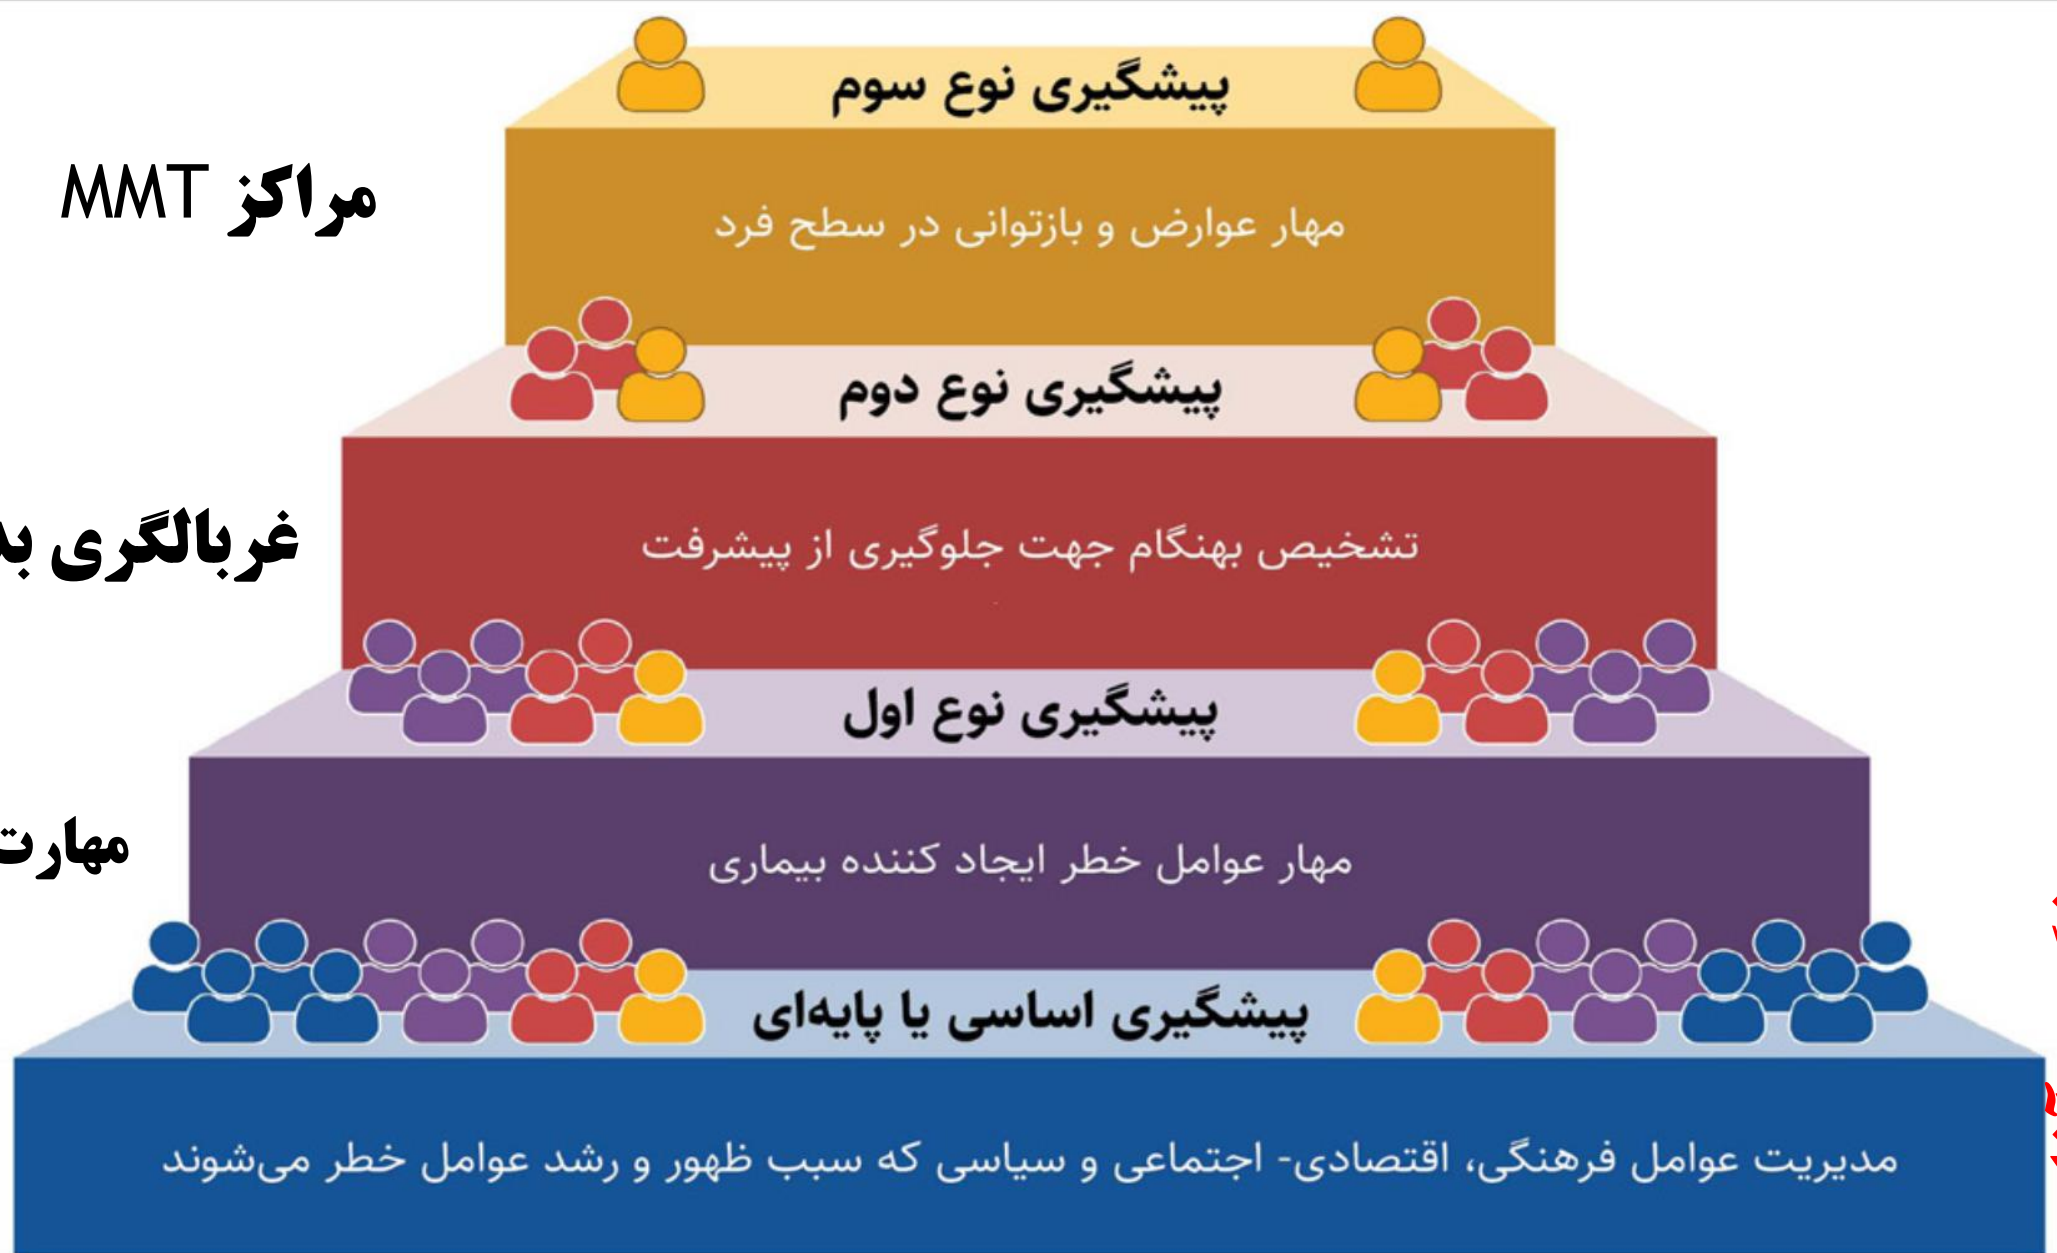 پیشگیری نوع سوم
مراکز MMT
مهار عوارض و بازتوانی در سطح فرد
پیشگیری نوع دوم
غربالگری
تشخیص بهنگام جهت جلوگیری از پیشرفت
پیشگیری نوع اول
مهارت
مهار عوامل خطر ایجاد کننده بیماری
پیشگیری اساسی یا پایه‌ای
مدیریت عوامل فرهنگی، اقتصادی- اجتماعی و سیاسی که سبب ظهور و رشد عوامل خطر می‌شوند